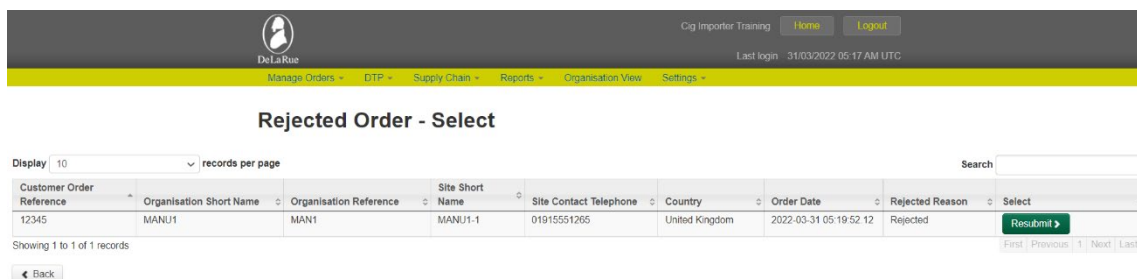 Cig Importer Training Home Logout
DeLaRue
Last login 31/03/2022 05:17 AM UTC
Manage Orders DTP Supply Chain Reports Organisation View Settings
Rejected Order - Select
Display 10 records per page Search
Customer Order Reference Organisation Short Name Organisation Reference Site Short Name Site Contact Telephone Country Order Date Rejected Reason Select
12345 MANU1 MAN1 MANU1-1 01915551265 United Kingdom 2022-03-31 05:19:52.12 Rejected Resubmit
Showing 1 to 1 of 1 records First Previous 1 Next Last
Back